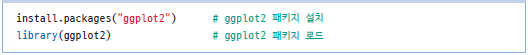 install.packages("ggplot2")      # ggplot2 패키지 설치
library(ggplot2)                 # ggplot2 패키지 로드